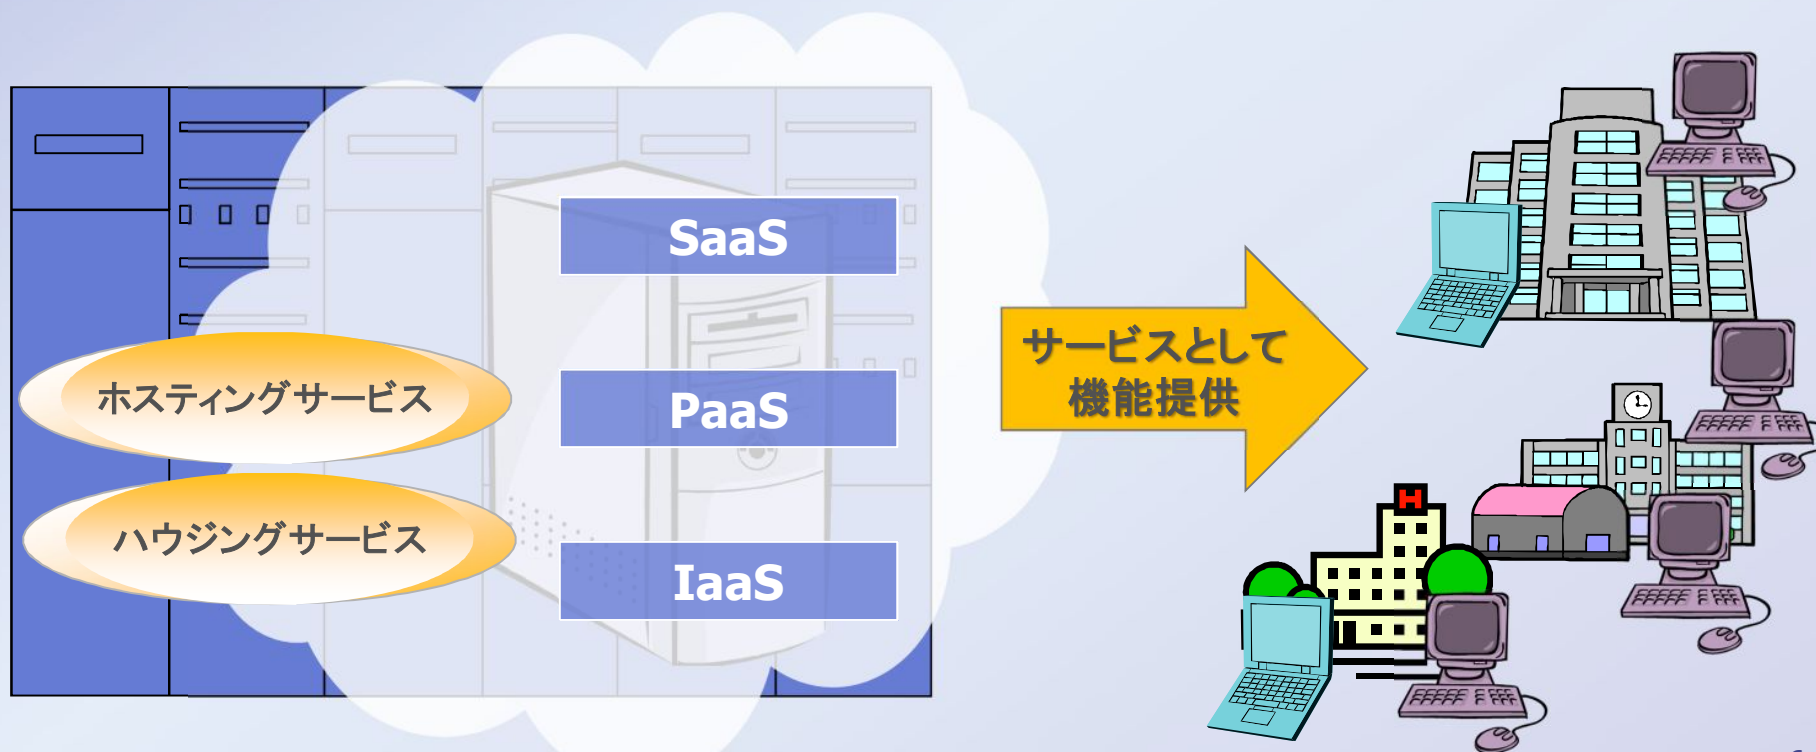 SaaS
ホスティングサービス
PaaS
ハウジングサービス
IaaS
サービスとして
機能提供
H